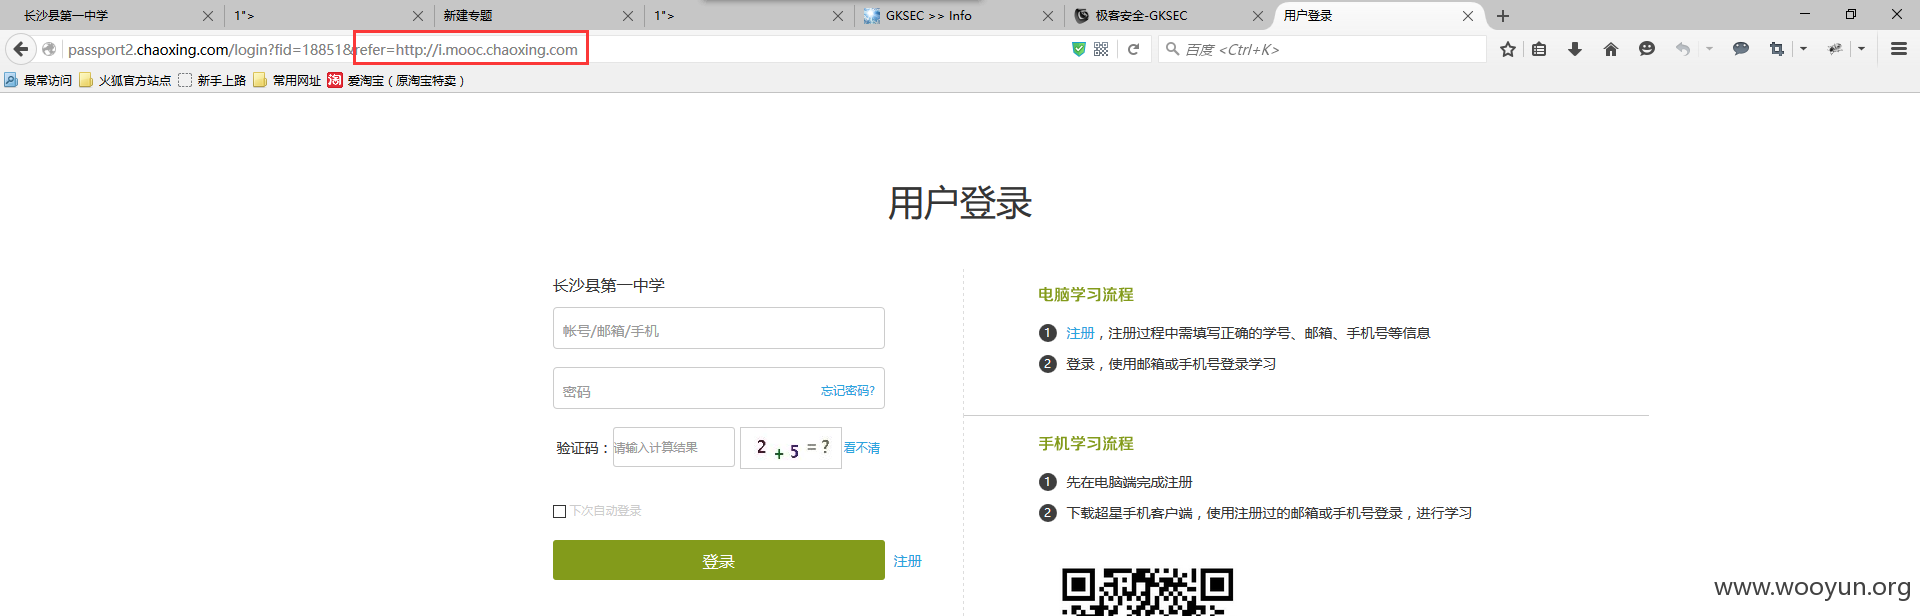 长沙县第一中学
1">
新建专题
1">
GKSEC >> Info
极客安全-GKSEC
用户登录
passport2.chaoxing.com/login?fid=18851&refer=http://i.mooc.chaoxing.com
百度 <Ctrl+K>
最常访问
火狐官方站点
新手上路
常用网址
淘
爱淘宝（原淘宝特卖）
用户登录
长沙县第一中学
帐号/邮箱/手机
密码
忘记密码?
验证码：
请输入计算结果
2 + 5 = ?
看不清
下次自动登录
登录
注册
电脑学习流程
1 注册，注册过程中需填写正确的学号、邮箱、手机号等信息
2 登录，使用邮箱或手机号登录学习
手机学习流程
1 先在电脑端完成注册
2 下载超星手机客户端，使用注册过的邮箱或手机号登录，进行学习
www.wooyun.org